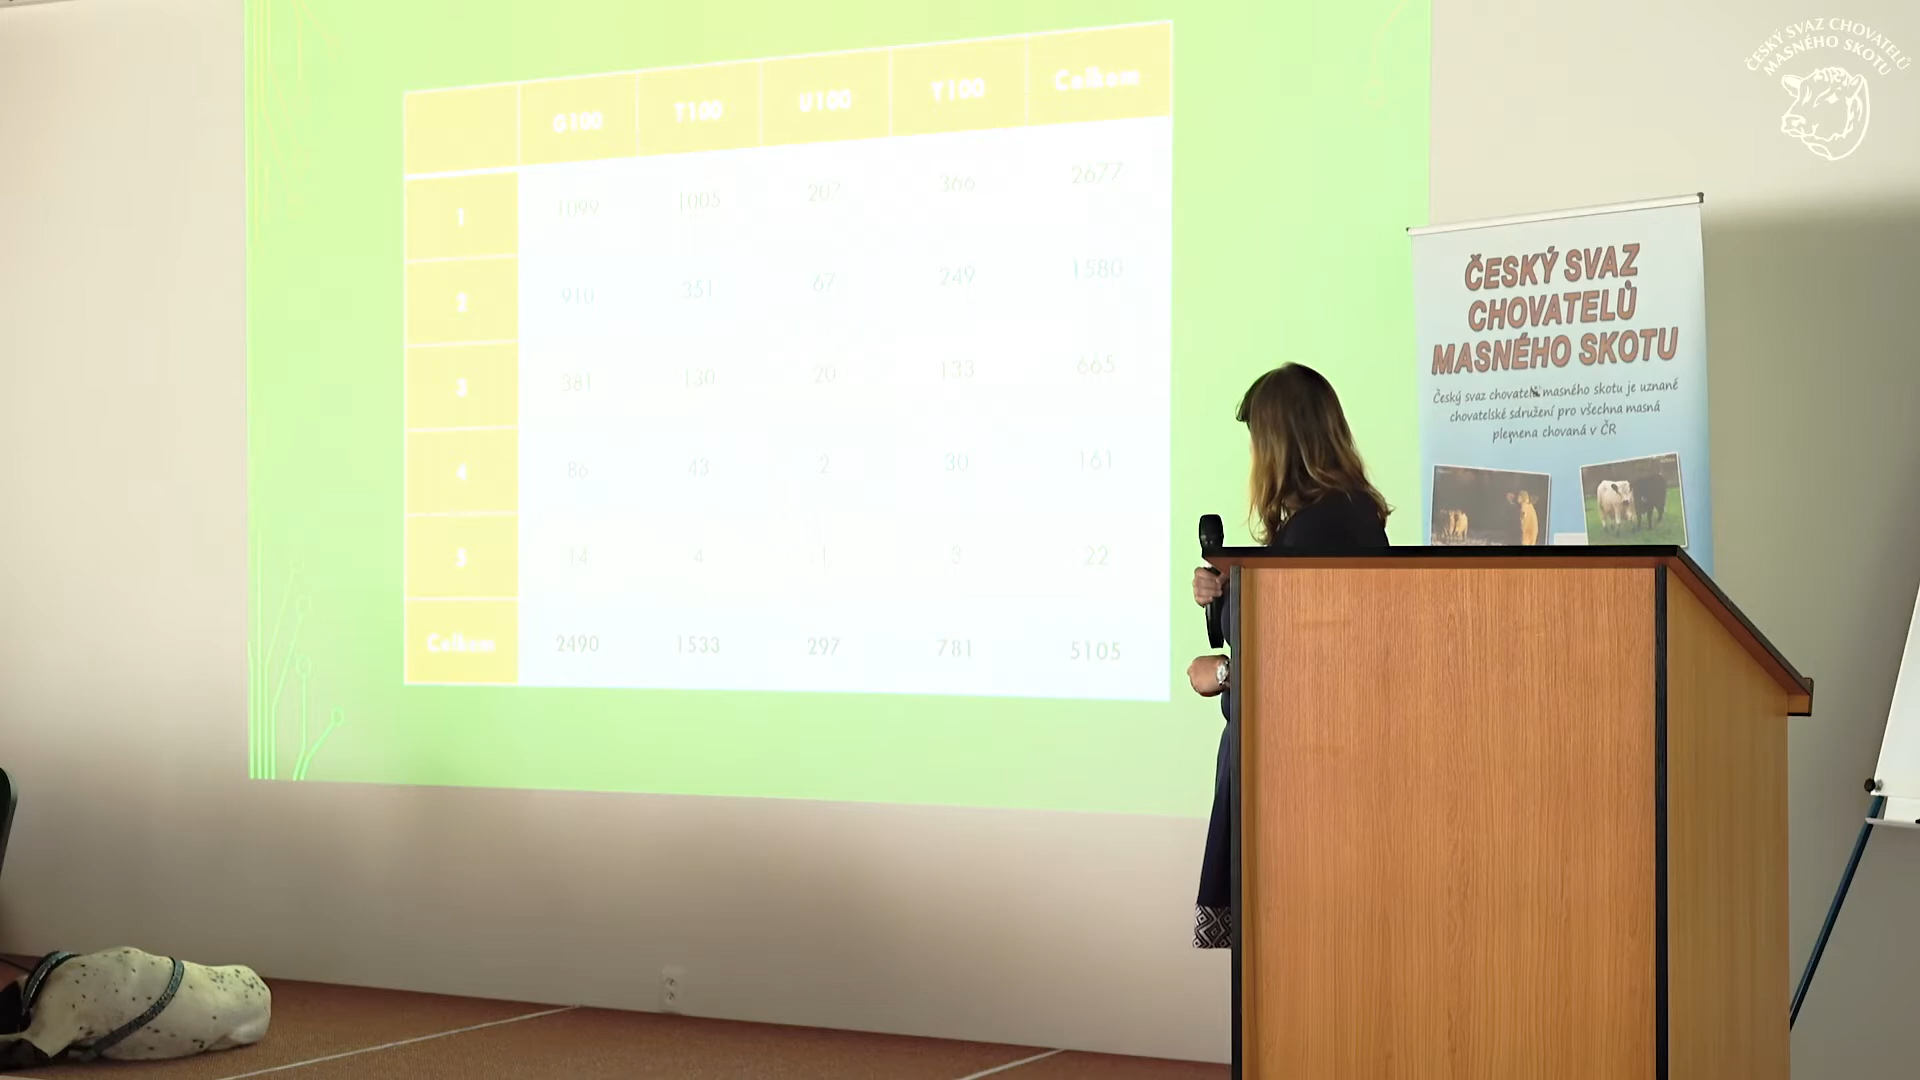 G100 T100 U100 Y100 Celkem
1 1099 1005 207 366 2677
2 910 351 67 249 1580
3 381 130 20 133 665
4 86 43 2 30 161
5 14 4 1 3 22
Celkem 2490 1533 297 781 5105
ČESKÝ SVAZ CHOVATELŮ
MASNÉHO SKOTU
ČESKÝ SVAZ
CHOVATELŮ
MASNÉHO SKOTU
Český svaz chovatelů masného skotu je uznané
chovatelské sdružení pro všechna masná
plemena chovaná v ČR